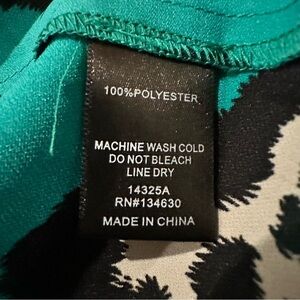 100%POLYESTER
MACHINE WASH COLD
DO NOT BLEACH
LINE DRY
14325A
RN#134630
MADE IN CHINA